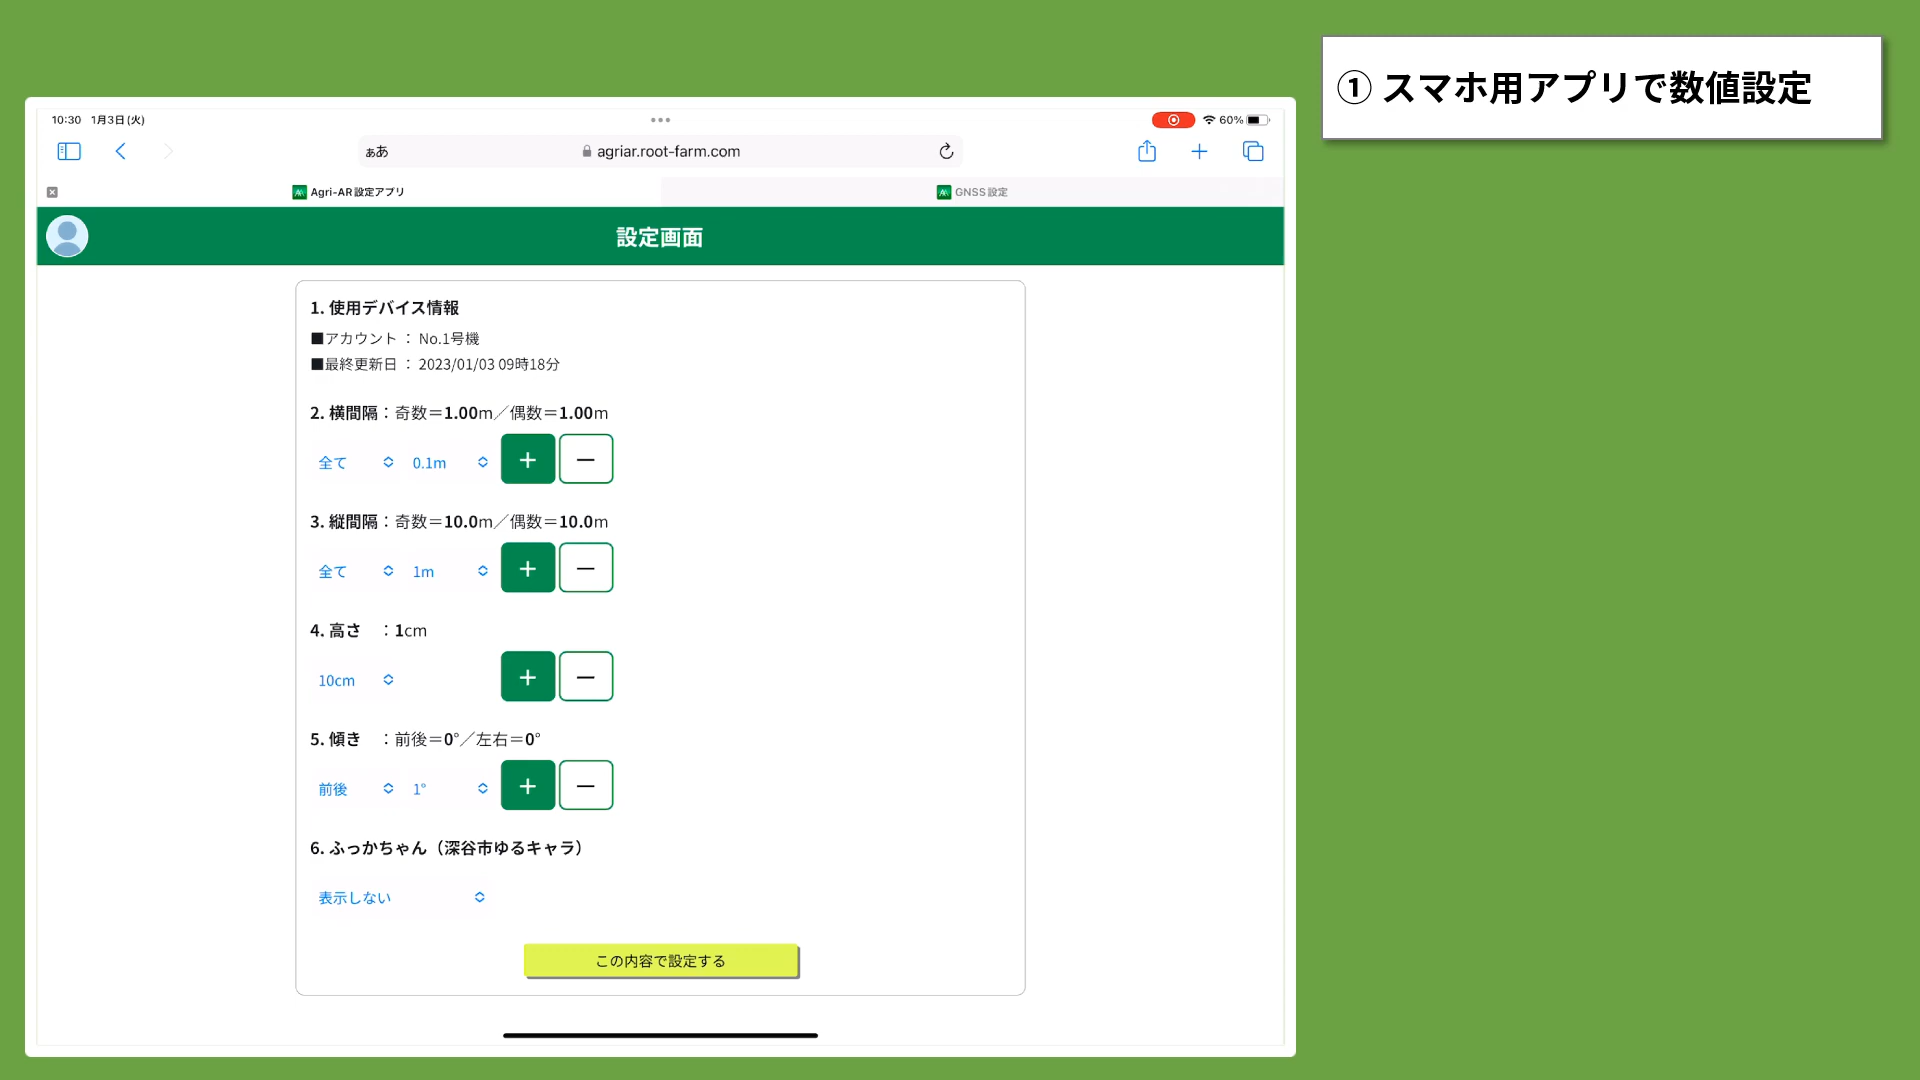 ① スマホ用アプリで数値設定
10:30 1月3日(火)
60%
ぁあ
agriar.root-farm.com
Agri-AR設定アプリ
GNSS設定
設定画面
1. 使用デバイス情報
■アカウント ： No.1号機
■最終更新日 ： 2023/01/03 09時18分
2. 横間隔：奇数＝1.00m／偶数＝1.00m
全て 0.1m + −
3. 縦間隔：奇数＝10.0m／偶数＝10.0m
全て 1m + −
4. 高さ ：1cm
10cm + −
5. 傾き ：前後＝0°／左右＝0°
前後 1° + −
6. ふっかちゃん（深谷市ゆるキャラ）
表示しない
この内容で設定する